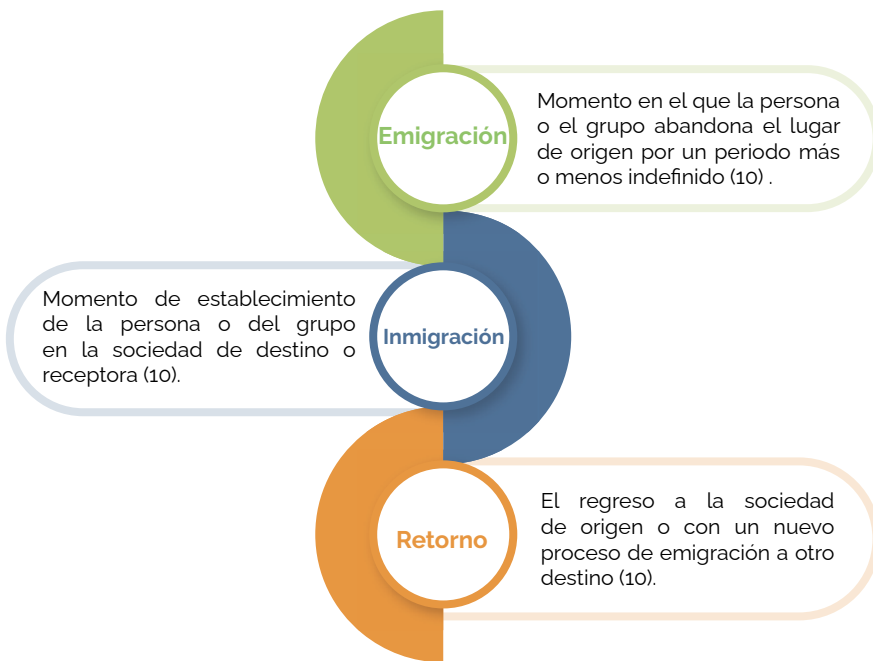 Emigración
Momento en el que la persona
o el grupo abandona el lugar
de origen por un periodo más
o menos indefinido (10) .
Inmigración
Momento de establecimiento
de la persona o del grupo
en la sociedad de destino o
receptora (10).
Retorno
El regreso a la sociedad
de origen o con un nuevo
proceso de emigración a otro
destino (10).